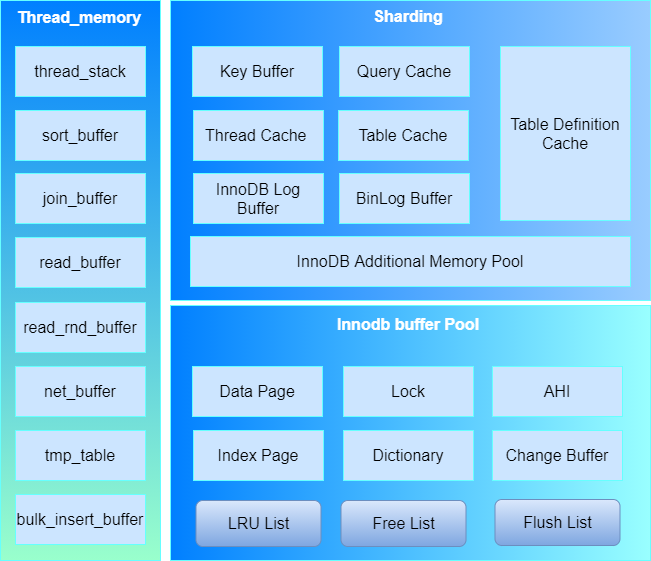 Thread_memory
thread_stack
sort_buffer
join_buffer
read_buffer
read_rnd_buffer
net_buffer
tmp_table
bulk_insert_buffer
Sharding
Key Buffer
Query Cache
Thread Cache
Table Cache
InnoDB Log
Buffer
BinLog Buffer
Table Definition
Cache
InnoDB Additional Memory Pool
Innodb buffer Pool
Data Page
Lock
AHI
Index Page
Dictionary
Change Buffer
LRU List
Free List
Flush List